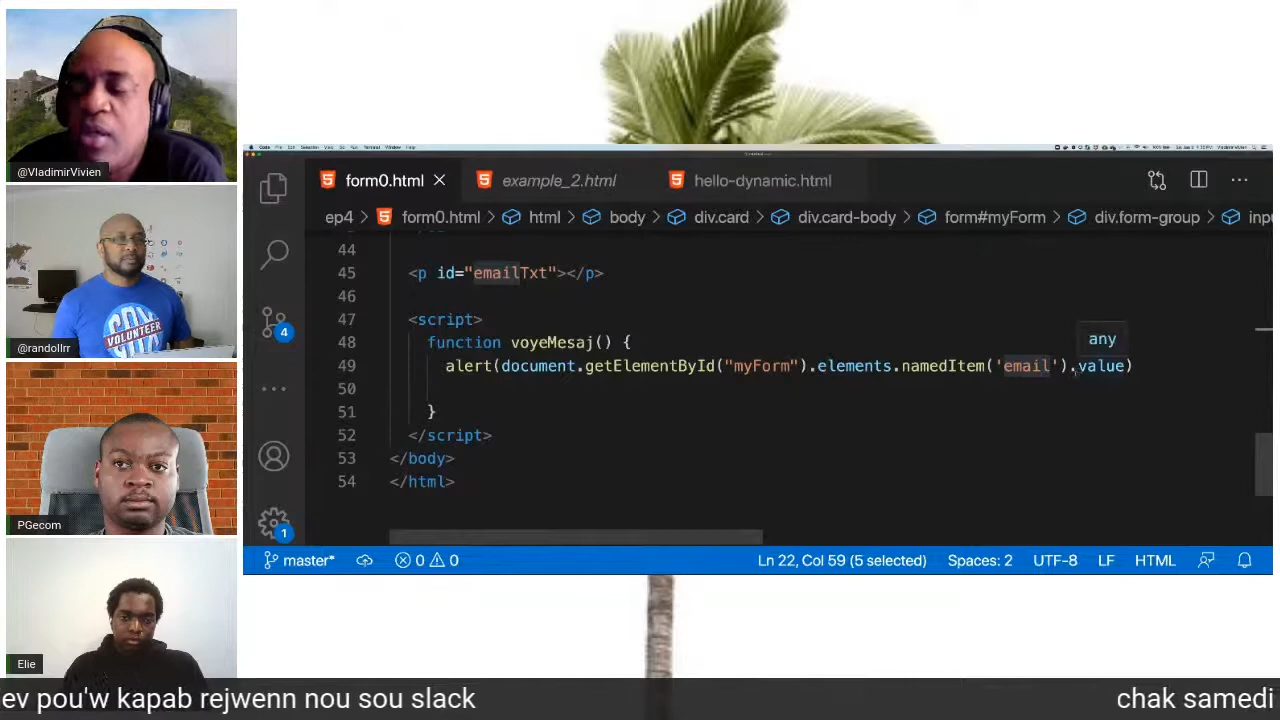 @VladimirVivien
@randollrr
VOLUNTEER
PGecom
Elie
form0.html
example_2.html
hello-dynamic.html
ep4 > form0.html > html > body > div.card > div.card-body > form#myForm > div.form-group >
44
45 <p id="emailTxt"></p>
46
47 <script>
any
48 function voyeMesaj() {
49 alert(document.getElementById("myForm").elements.namedItem('email').value)
50
51 }
52 </script>
53 </body>
54 </html>
4
1
master* 0 0 Ln 22, Col 59 (5 selected) Spaces: 2 UTF-8 LF HTML
ev pou'w kapab rejwenn nou sou slack chak samedi